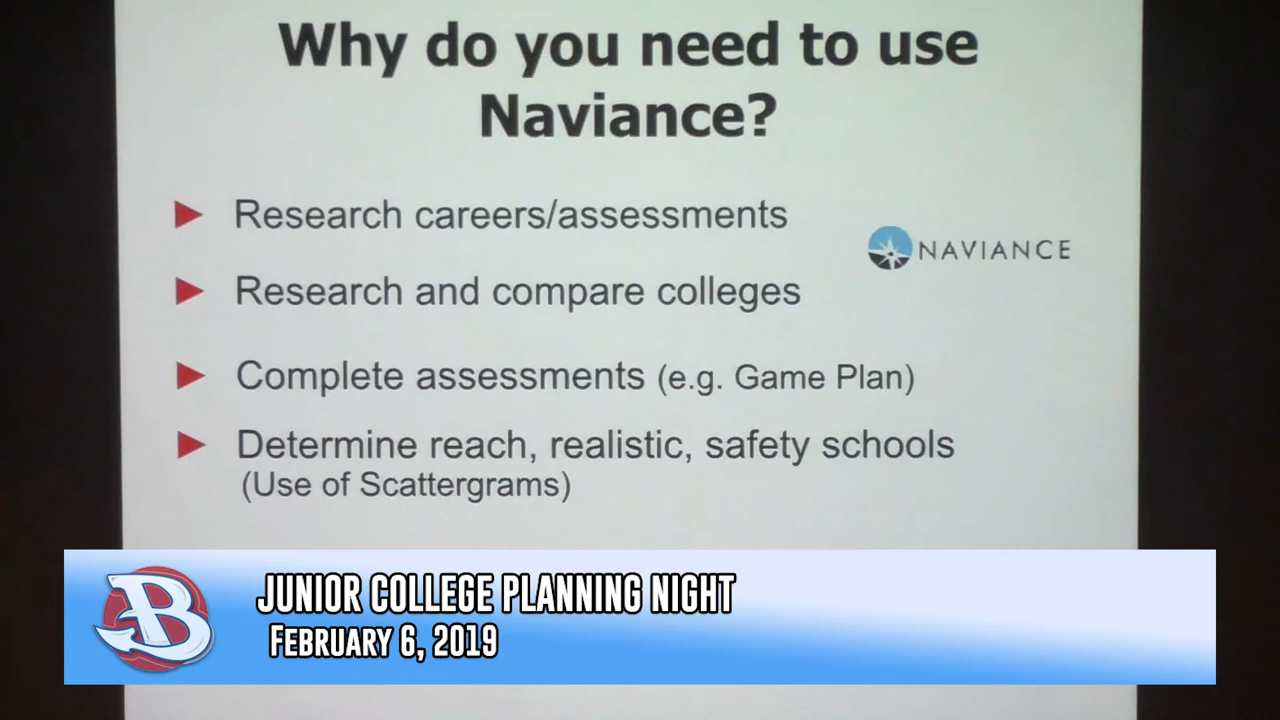 Why do you need to use
Naviance?
Research careers/assessments
NAVIANCE
Research and compare colleges
Complete assessments (e.g. Game Plan)
Determine reach, realistic, safety schools
(Use of Scattergrams)
B
JUNIOR COLLEGE PLANNING NIGHT
FEBRUARY 6, 2019